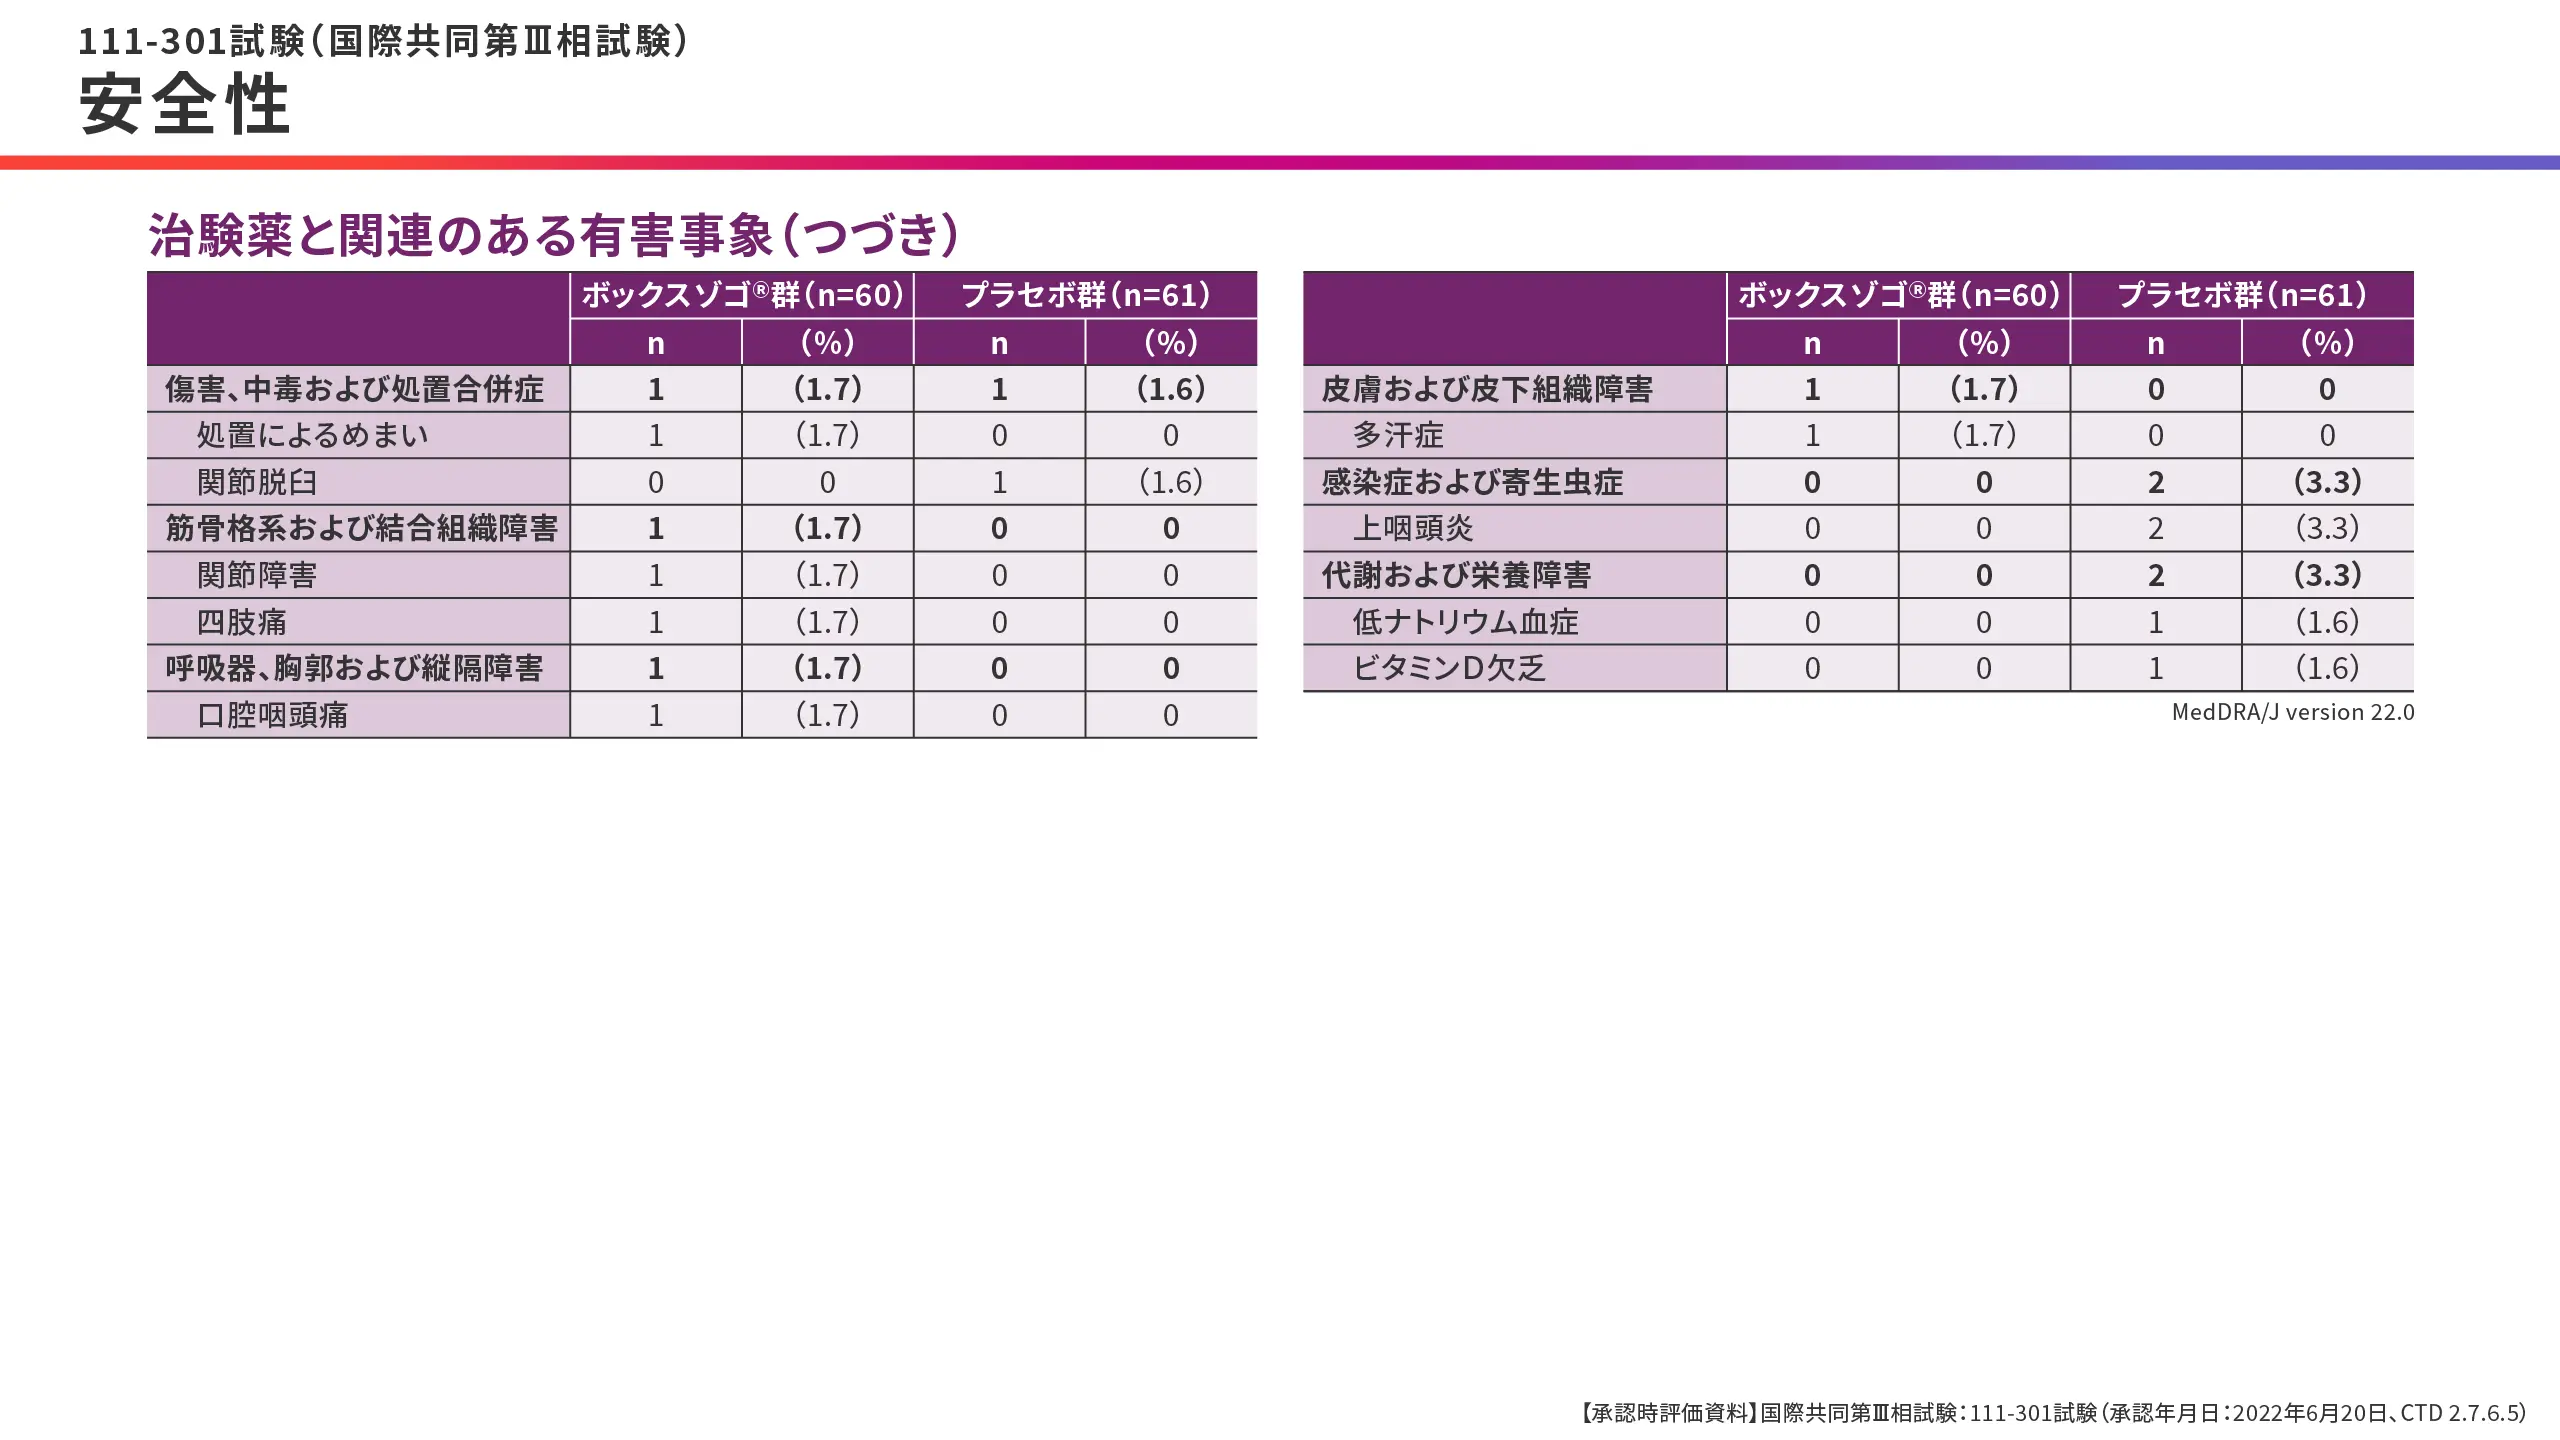 111-301試験（国際共同第Ⅲ相試験）
安全性
治験薬と関連のある有害事象（つづき）
ボックスゾゴ®群（n=60） プラセボ群（n=61）
n （%） n （%）
傷害、中毒および処置合併症 1 （1.7） 1 （1.6）
処置によるめまい 1 （1.7） 0 0
関節脱臼 0 0 1 （1.6）
筋骨格系および結合組織障害 1 （1.7） 0 0
関節障害 1 （1.7） 0 0
四肢痛 1 （1.7） 0 0
呼吸器、胸郭および縦隔障害 1 （1.7） 0 0
口腔咽頭痛 1 （1.7） 0 0
ボックスゾゴ®群（n=60） プラセボ群（n=61）
n （%） n （%）
皮膚および皮下組織障害 1 （1.7） 0 0
多汗症 1 （1.7） 0 0
感染症および寄生虫症 0 0 2 （3.3）
上咽頭炎 0 0 2 （3.3）
代謝および栄養障害 0 0 2 （3.3）
低ナトリウム血症 0 0 1 （1.6）
ビタミンD欠乏 0 0 1 （1.6）
MedDRA/J version 22.0
【承認時評価資料】国際共同第Ⅲ相試験：111-301試験（承認年月日：2022年6月20日、CTD 2.7.6.5）